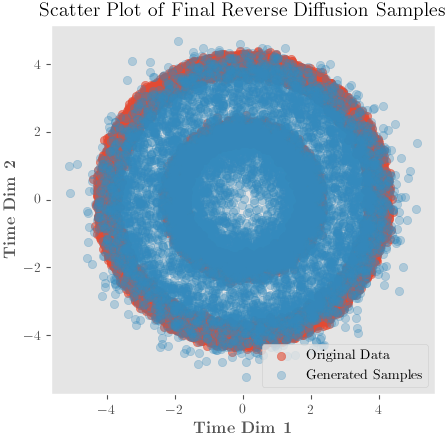 Scatter Plot of Final Reverse Diffusion Samples
4
2
0
−2
−4
Time Dim 2
Original Data
Generated Samples
−4 −2 0 2 4
Time Dim 1